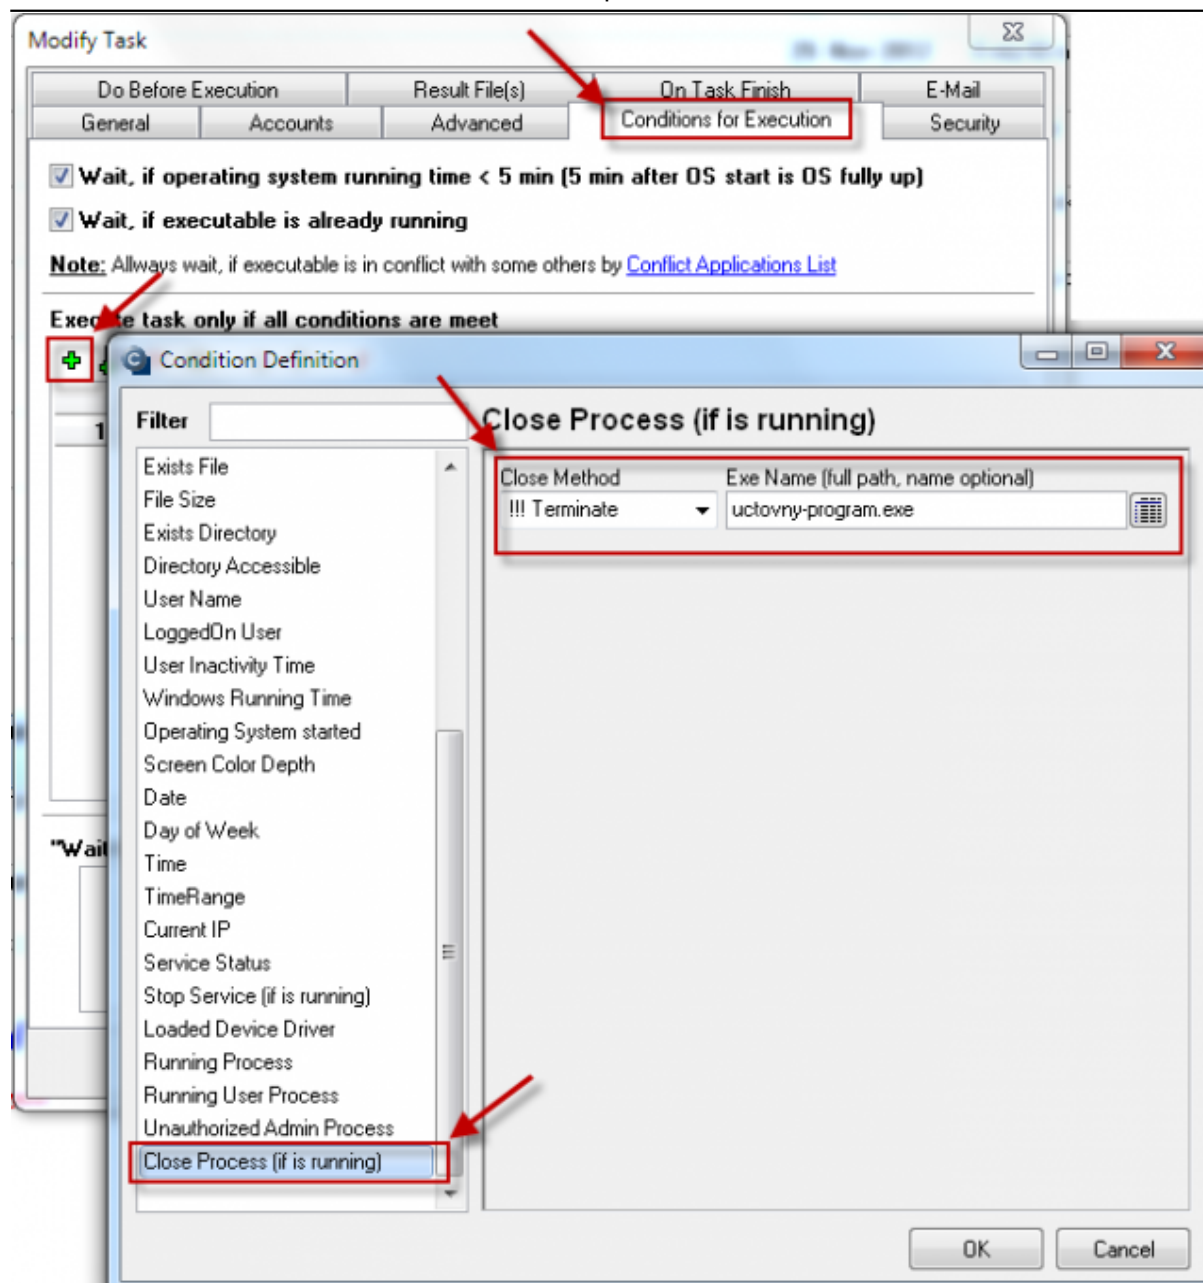 Modify Task
Do Before Execution Result File(s) On Task Finish E-Mail
General Accounts Advanced Conditions for Execution Security
Wait, if operating system running time < 5 min (5 min after OS start is OS fully up)
Wait, if executable is already running
Note: Allways wait, if executable is in conflict with some others by Conflict Applications List
Execute task only if all conditions are meet
Condition Definition
1
Filter
Close Process (if is running)
Close Method Exe Name (full path, name optional)
!!! Terminate uctovny-program.exe
Exists File
File Size
Exists Directory
Directory Accessible
User Name
LoggedOn User
User Inactivity Time
Windows Running Time
Operating System started
Screen Color Depth
Date
Day of Week
"Wait
Time
TimeRange
Current IP
Service Status
Stop Service (if is running)
Loaded Device Driver
Running Process
Running User Process
Unauthorized Admin Process
Close Process (if is running)
OK Cancel